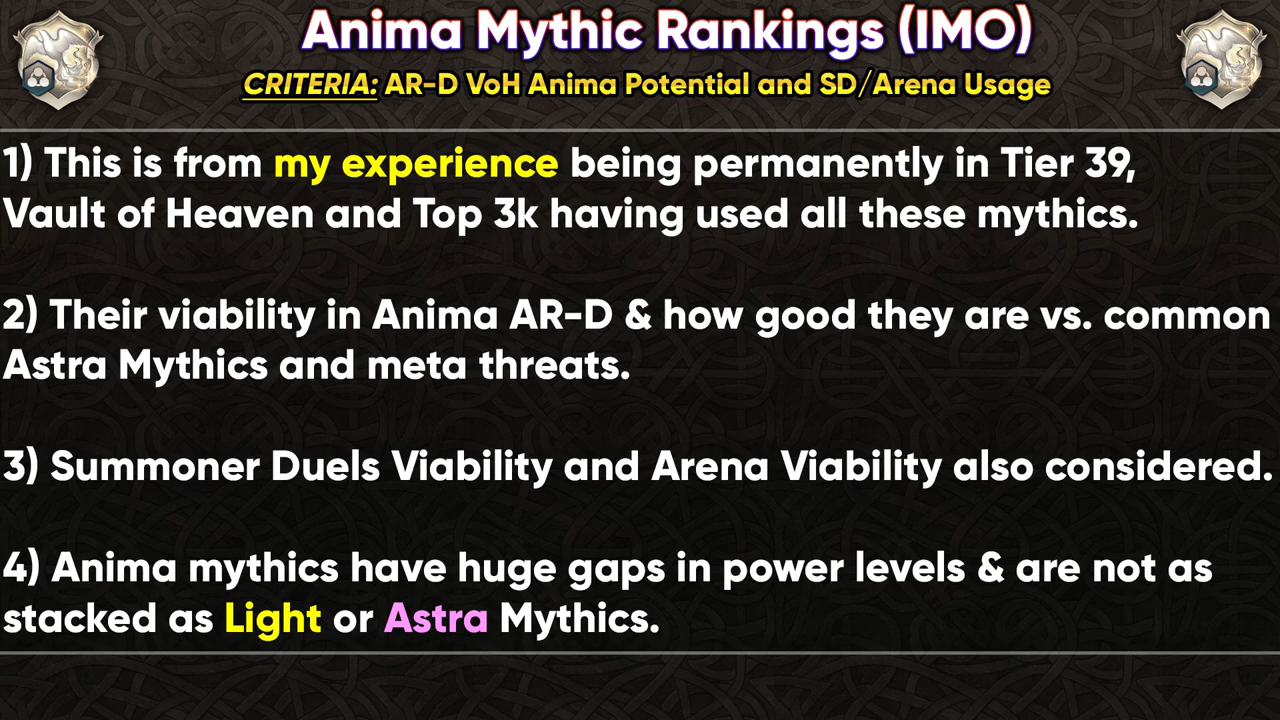 Anima Mythic Rankings (IMO)
CRITERIA: AR-D VoH Anima Potential and SD/Arena Usage
1) This is from my experience being permanently in Tier 39,
Vault of Heaven and Top 3k having used all these mythics.
2) Their viability in Anima AR-D & how good they are vs. common
Astra Mythics and meta threats.
3) Summoner Duels Viability and Arena Viability also considered.
4) Anima mythics have huge gaps in power levels & are not as
stacked as Light or Astra Mythics.